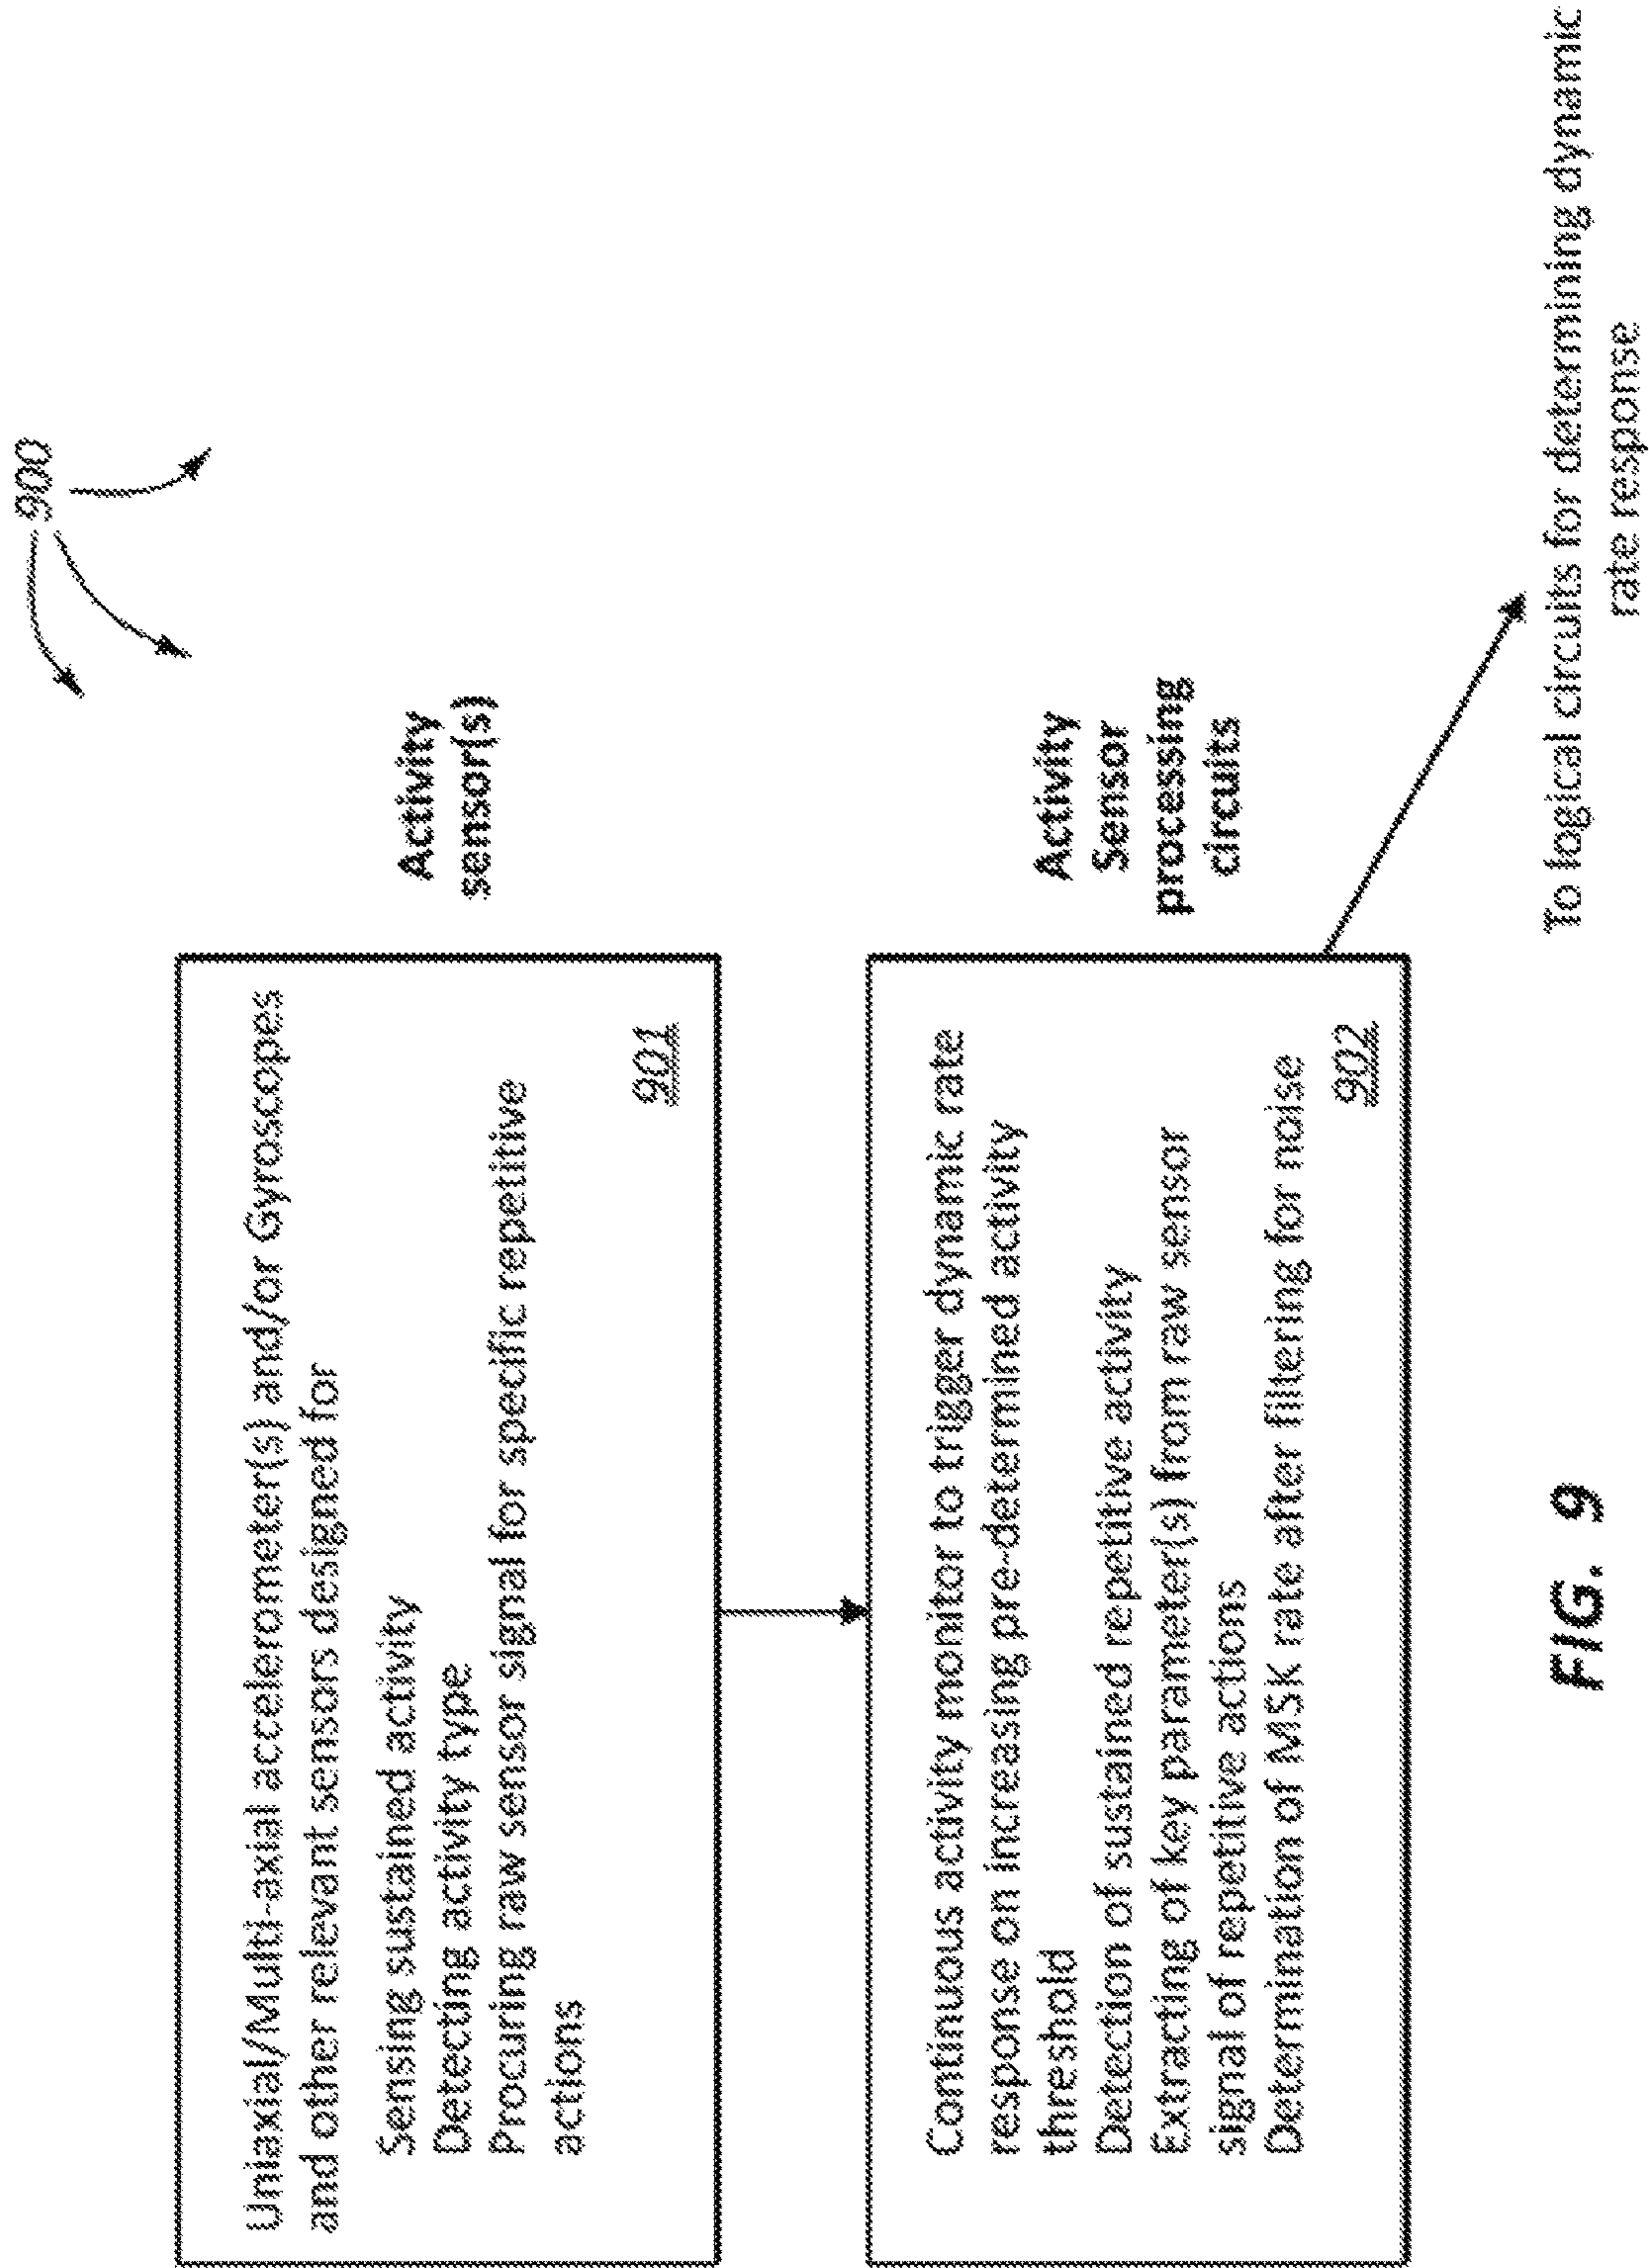 900
Uniaxial/Multi-axial accelerometer(s) and/or Gyroscopes
and other relevant sensors designed for
Sensing sustained activity
Detecting activity type
Procuring raw sensor signal for specific repetitive
actions
901
Activity
sensor(s)
Continuous activity monitor to trigger dynamic rate
response on increasing pre-determined activity
threshold
Detection of sustained repetitive activity
Extracting of key parameter(s) from raw sensor
signal of repetitive actions
Determination of MSK rate after filtering for noise
902
Activity
Sensor
processing
circuits
To logical circuits for determining dynamic
rate response
FIG. 9